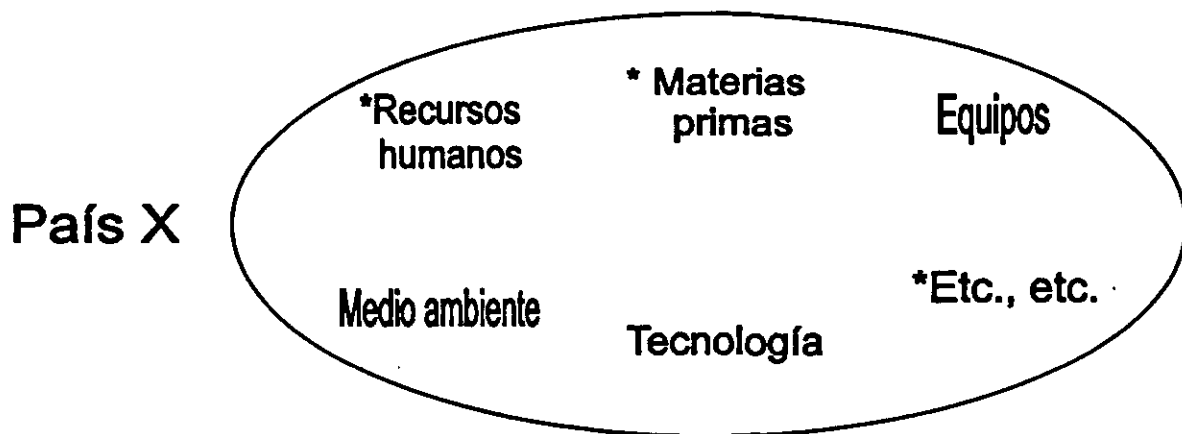 *Recursos
humanos
* Materias
primas
Equipos
País X
Medio ambiente
Tecnología
*Etc., etc.